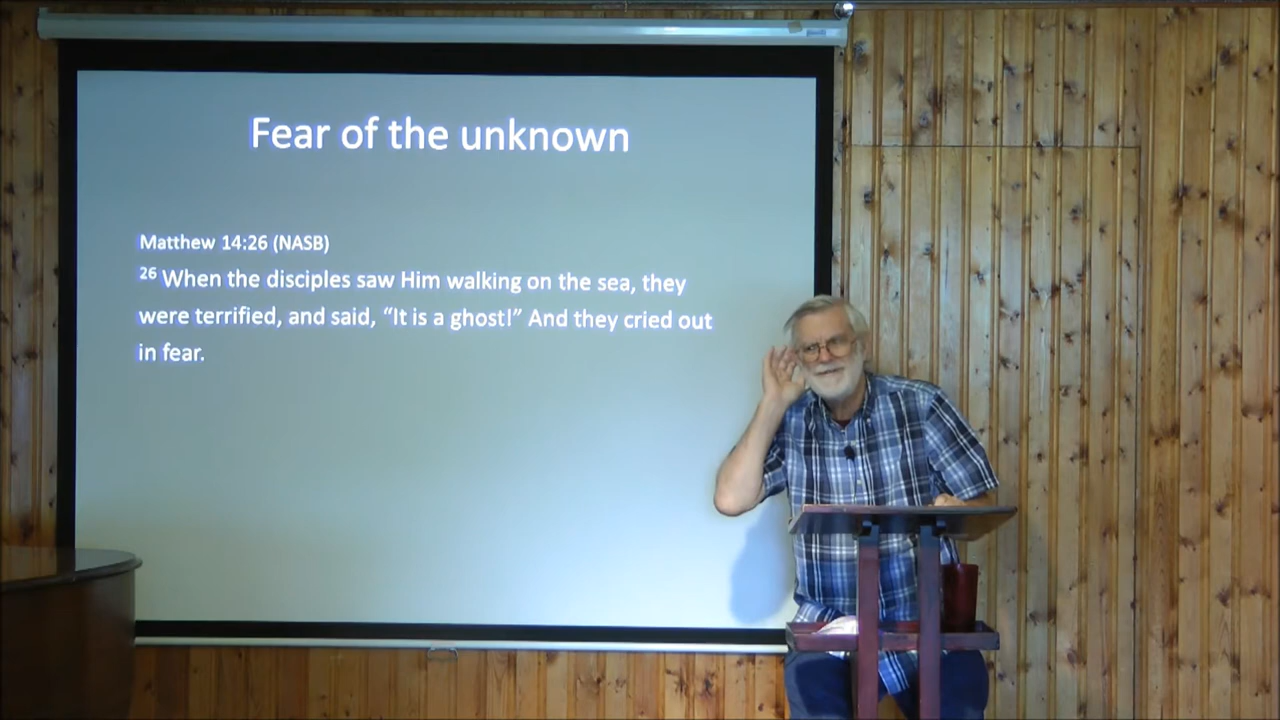 Fear of the unknown
Matthew 14:26 (NASB)
26 When the disciples saw Him walking on the sea, they
were terrified, and said, “It is a ghost!” And they cried out
in fear.